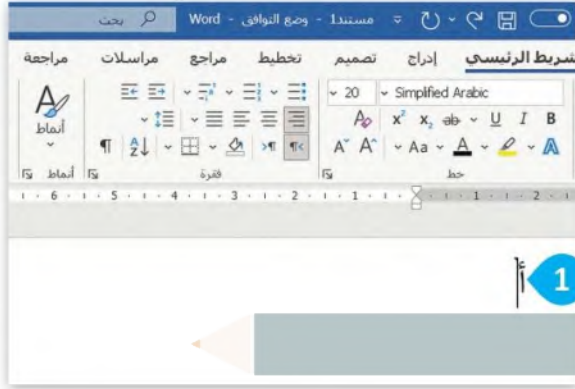 مستند1 - وضع التوافق - Word بحث
شريط الرئيسي إدراج تصميم تخطيط مراجع مراسلات مراجعة
Simplified Arabic 20
B I U ab x₂ x² A
A Aa A A
أنماط
خط فقرة أنماط
2 1 1 2 3 4 5 6
أ
1